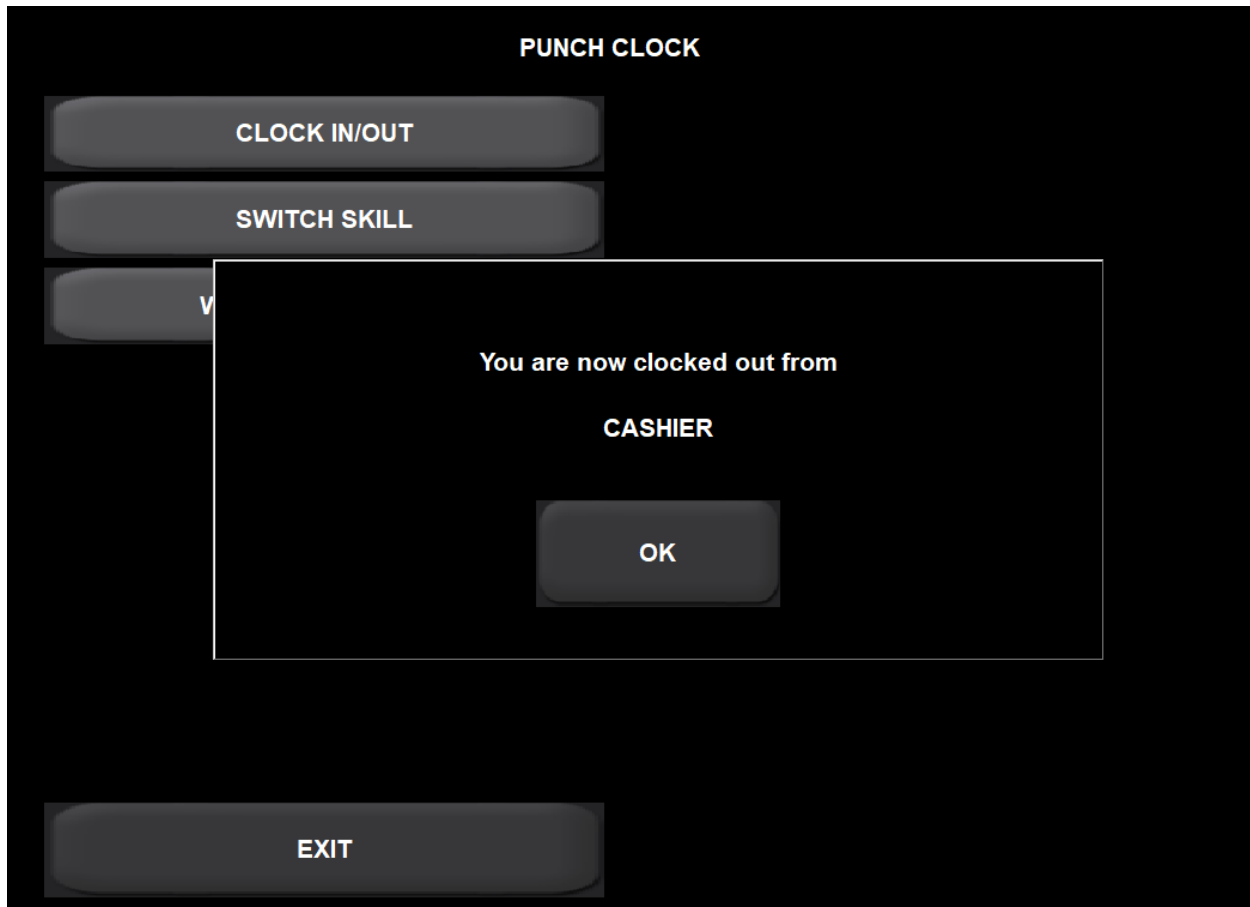 PUNCH CLOCK
CLOCK IN/OUT
SWITCH SKILL
You are now clocked out from
CASHIER
OK
EXIT